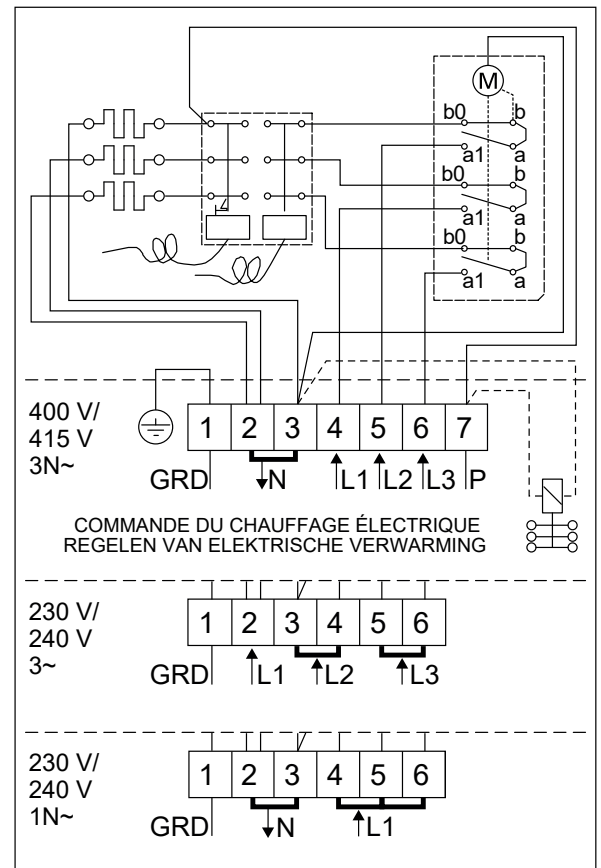 M
b0 b
a1 a
b0 b
a1 a
b0 b
a1 a
400 V/
415 V
3N~
1 2 3 4 5 6 7
GRD N L1 L2 L3 P
COMMANDE DU CHAUFFAGE ÉLECTRIQUE
REGELEN VAN ELEKTRISCHE VERWARMING
230 V/
240 V
3~
1 2 3 4 5 6
GRD L1 L2 L3
230 V/
240 V
1N~
1 2 3 4 5 6
GRD N L1